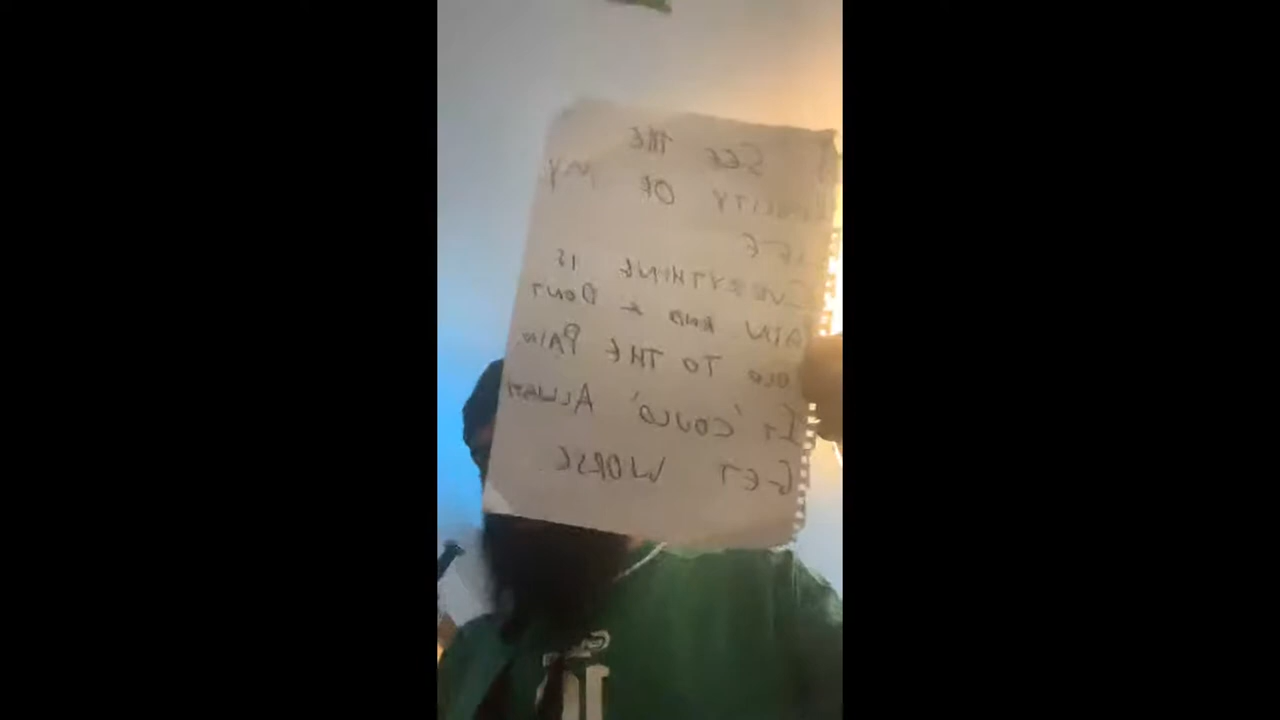 I SEE THE
REALITY OF MY
LIFE
EVERYTHING IS
PAIN AND I DONT
HOLD TO THE PAIN
IT 'COULD' ALWAYS
GET WORSE